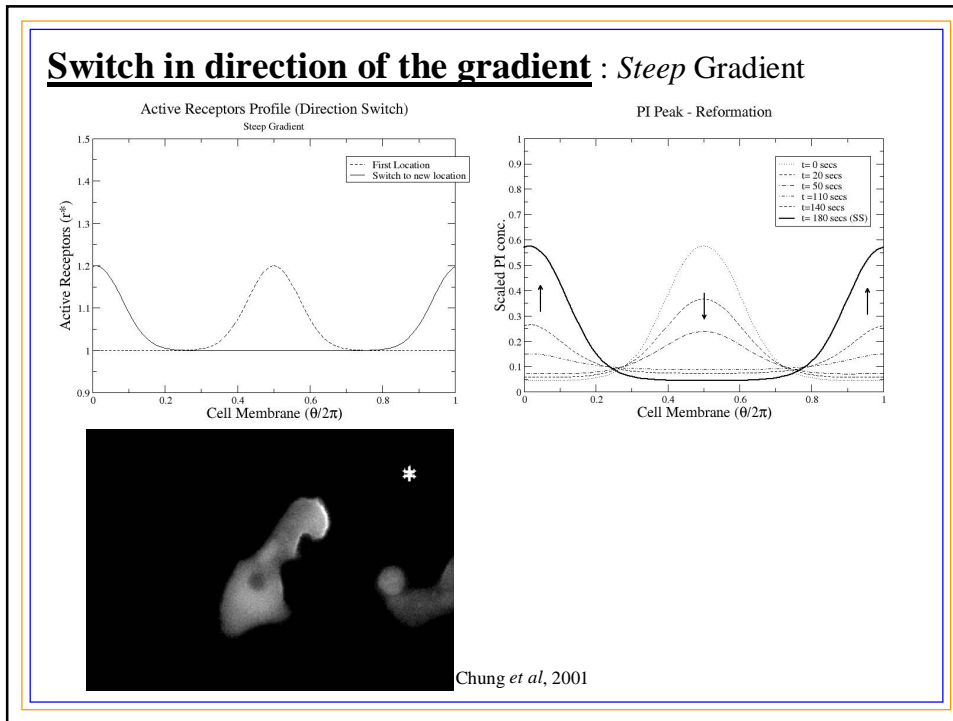 Switch in direction of the gradient : Steep Gradient
Active Receptors Profile (Direction Switch)
Steep Gradient
1.5
1.4
1.3
1.2
1.1
1
0.9
Active Receptors (r*)
First Location
Switch to new location
0
0.2
0.4
0.6
0.8
1
Cell Membrane (θ/2π)
PI Peak - Reformation
1
0.9
0.8
0.7
0.6
0.5
0.4
0.3
0.2
0.1
0
Scaled PI conc.
t= 0 secs
t= 20 secs
t= 50 secs
t =110 secs
t=140 secs
t= 180 secs (SS)
0
0.2
0.4
0.6
0.8
1
Cell Membrane (θ/2π)
*
Chung et al, 2001